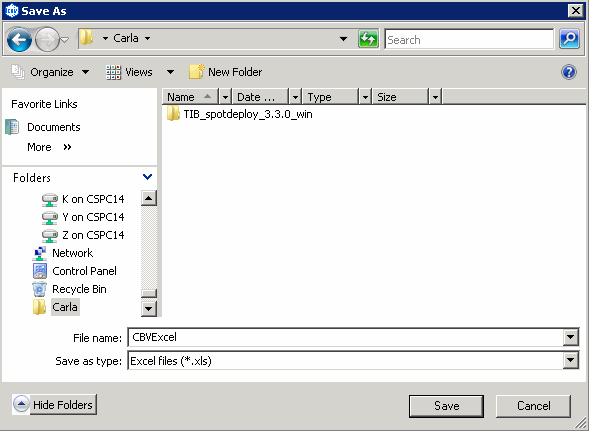 Save As
Carla
Search
Organize Views New Folder
Favorite Links
Documents
More »
Folders
K on CSPC14
Y on CSPC14
Z on CSPC14
Network
Control Panel
Recycle Bin
Carla
Name Date ... Type Size
TIB_spotdeploy_3.3.0_win
File name: CBVExcel
Save as type: Excel files (*.xls)
Hide Folders
Save Cancel